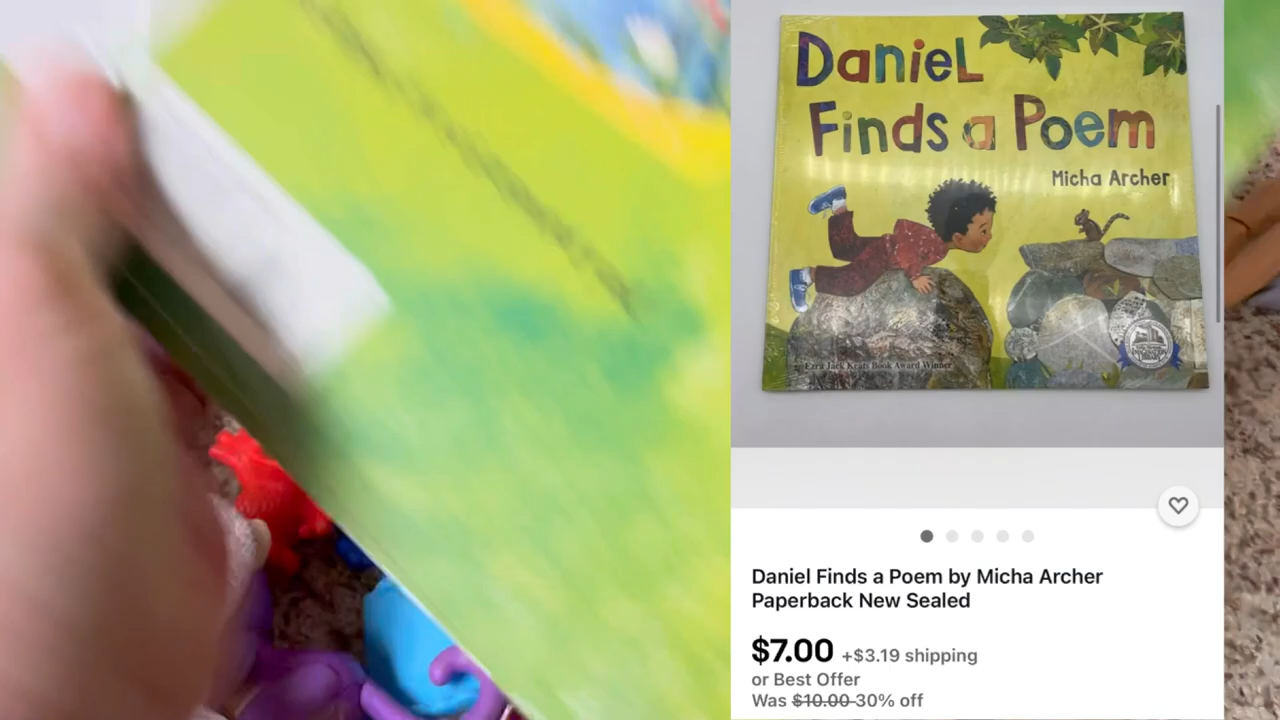 Daniel
Finds a Poem
Micha Archer
Ezra Jack Keats Book Award Winner
Daniel Finds a Poem by Micha Archer
Paperback New Sealed
$7.00 +$3.19 shipping
or Best Offer
Was $10.00 30% off